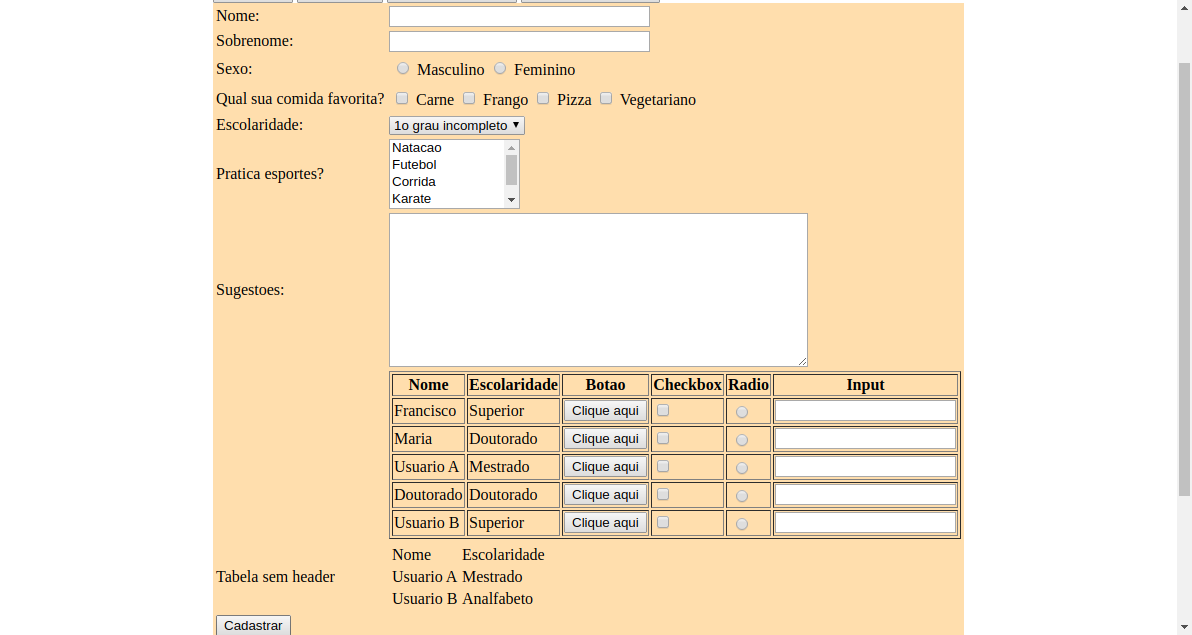 Nome:
Sobrenome:
Sexo: Masculino Feminino
Qual sua comida favorita? Carne Frango Pizza Vegetariano
Escolaridade: 1o grau incompleto
Natacao
Futebol
Pratica esportes?
Corrida
Karate
Sugestoes:
Nome Escolaridade Botao Checkbox Radio Input
Francisco Superior Clique aqui
Maria Doutorado Clique aqui
Usuario A Mestrado Clique aqui
Doutorado Doutorado Clique aqui
Usuario B Superior Clique aqui
Nome Escolaridade
Tabela sem header Usuario A Mestrado
Usuario B Analfabeto
Cadastrar